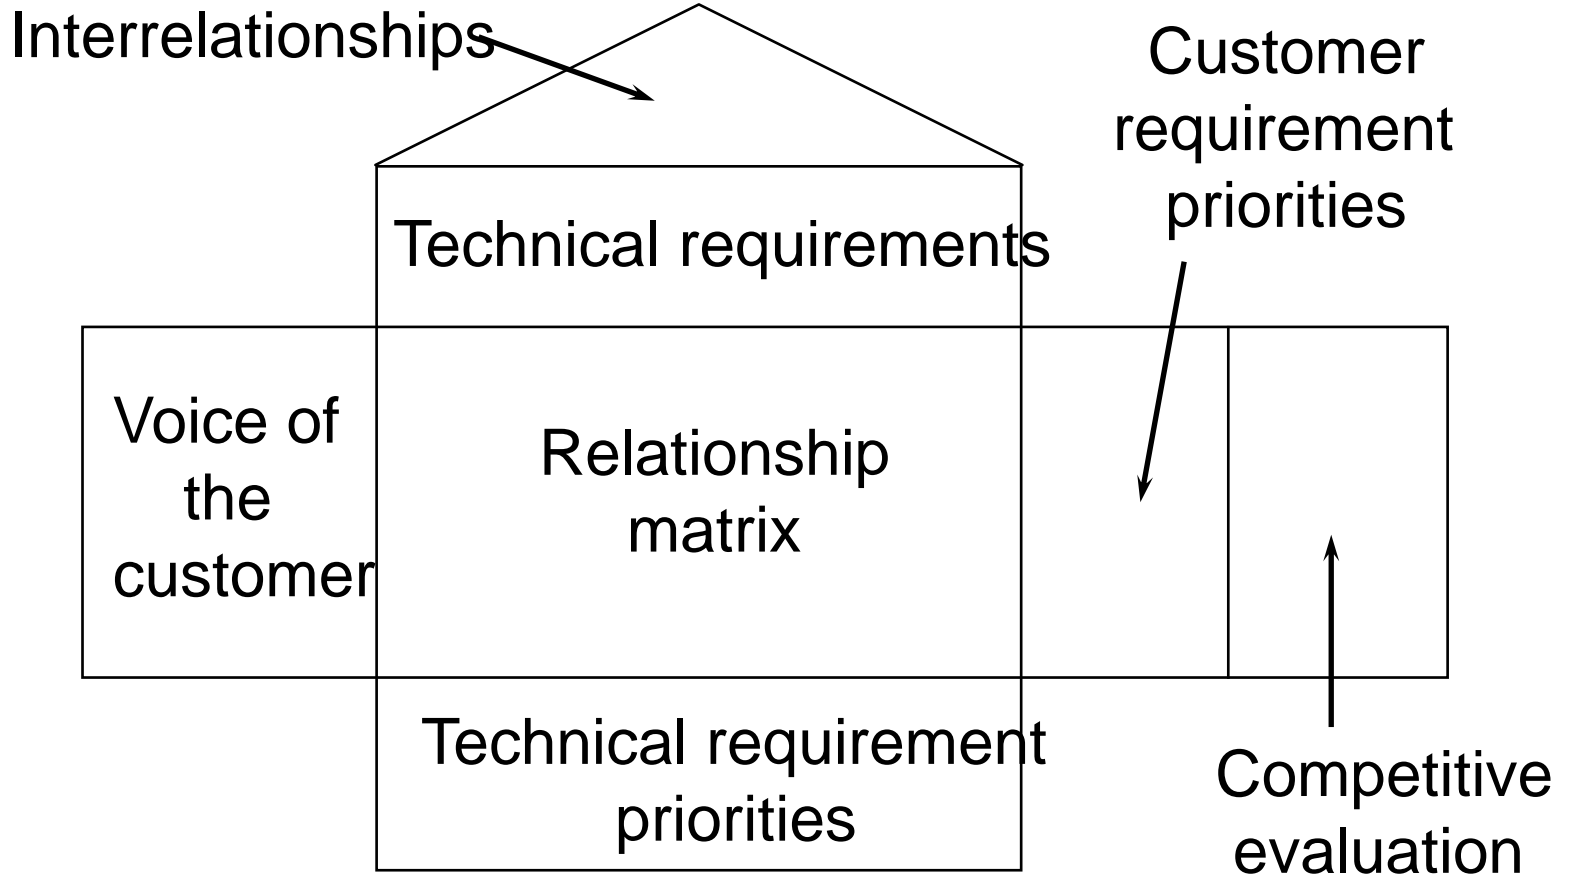 Interrelationships
Customer
requirement
priorities
Technical requirements
Voice of
the
customer
Relationship
matrix
Technical requirement
priorities
Competitive
evaluation